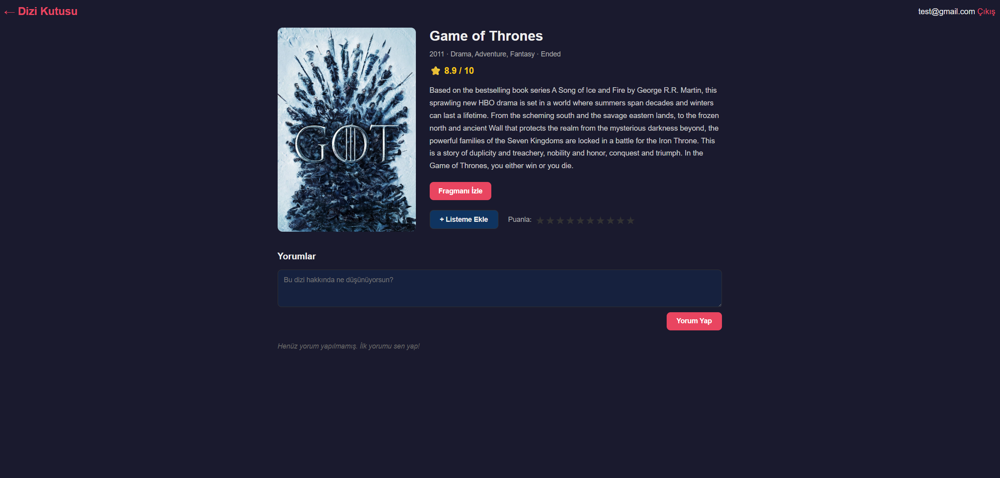 ← Dizi Kutusu
test@gmail.com Çıkış
Game of Thrones
2011 · Drama, Adventure, Fantasy · Ended
⭐ 8.9 / 10
Based on the bestselling book series A Song of Ice and Fire by George R.R. Martin, this
sprawling new HBO drama is set in a world where summers span decades and winters
can last a lifetime. From the scheming south and the savage eastern lands, to the frozen
north and ancient Wall that protects the realm from the mysterious darkness beyond, the
powerful families of the Seven Kingdoms are locked in a battle for the Iron Throne. This
is a story of duplicity and treachery, nobility and honor, conquest and triumph. In the
Game of Thrones, you either win or you die.
GOT
Fragmanı İzle
+ Listeme Ekle
Puanla: ★★★★★★★★★★
Yorumlar
Bu dizi hakkında ne düşünüyorsun?
Yorum Yap
Henüz yorum yapılmamış. İlk yorumu sen yap!